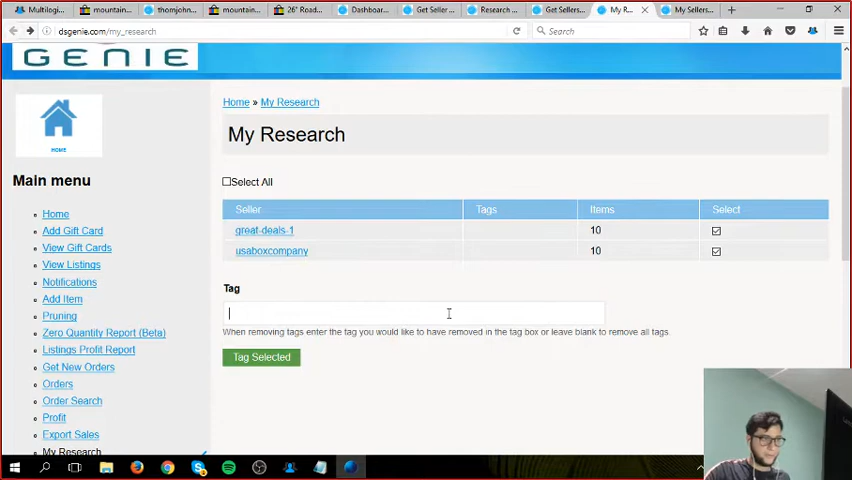 Multilogi...
mountain...
thomjohn...
mountain...
26" Road...
Dashboar...
Get Seller ...
Research ...
Get Sellers...
My R...
My Sellers...
dsgenie.com/my_research
Search
GENIE
HOME
Main menu
Home
Add Gift Card
View Gift Cards
View Listings
Notifications
Add Item
Pruning
Zero Quantity Report (Beta)
Listings Profit Report
Get New Orders
Orders
Order Search
Profit
Export Sales
My Research
Home » My Research
My Research
Select All
Seller Tags Items Select
great-deals-1 10
usaboxcompany 10
Tag
When removing tags enter the tag you would like to have removed in the tag box or leave blank to remove all tags.
Tag Selected